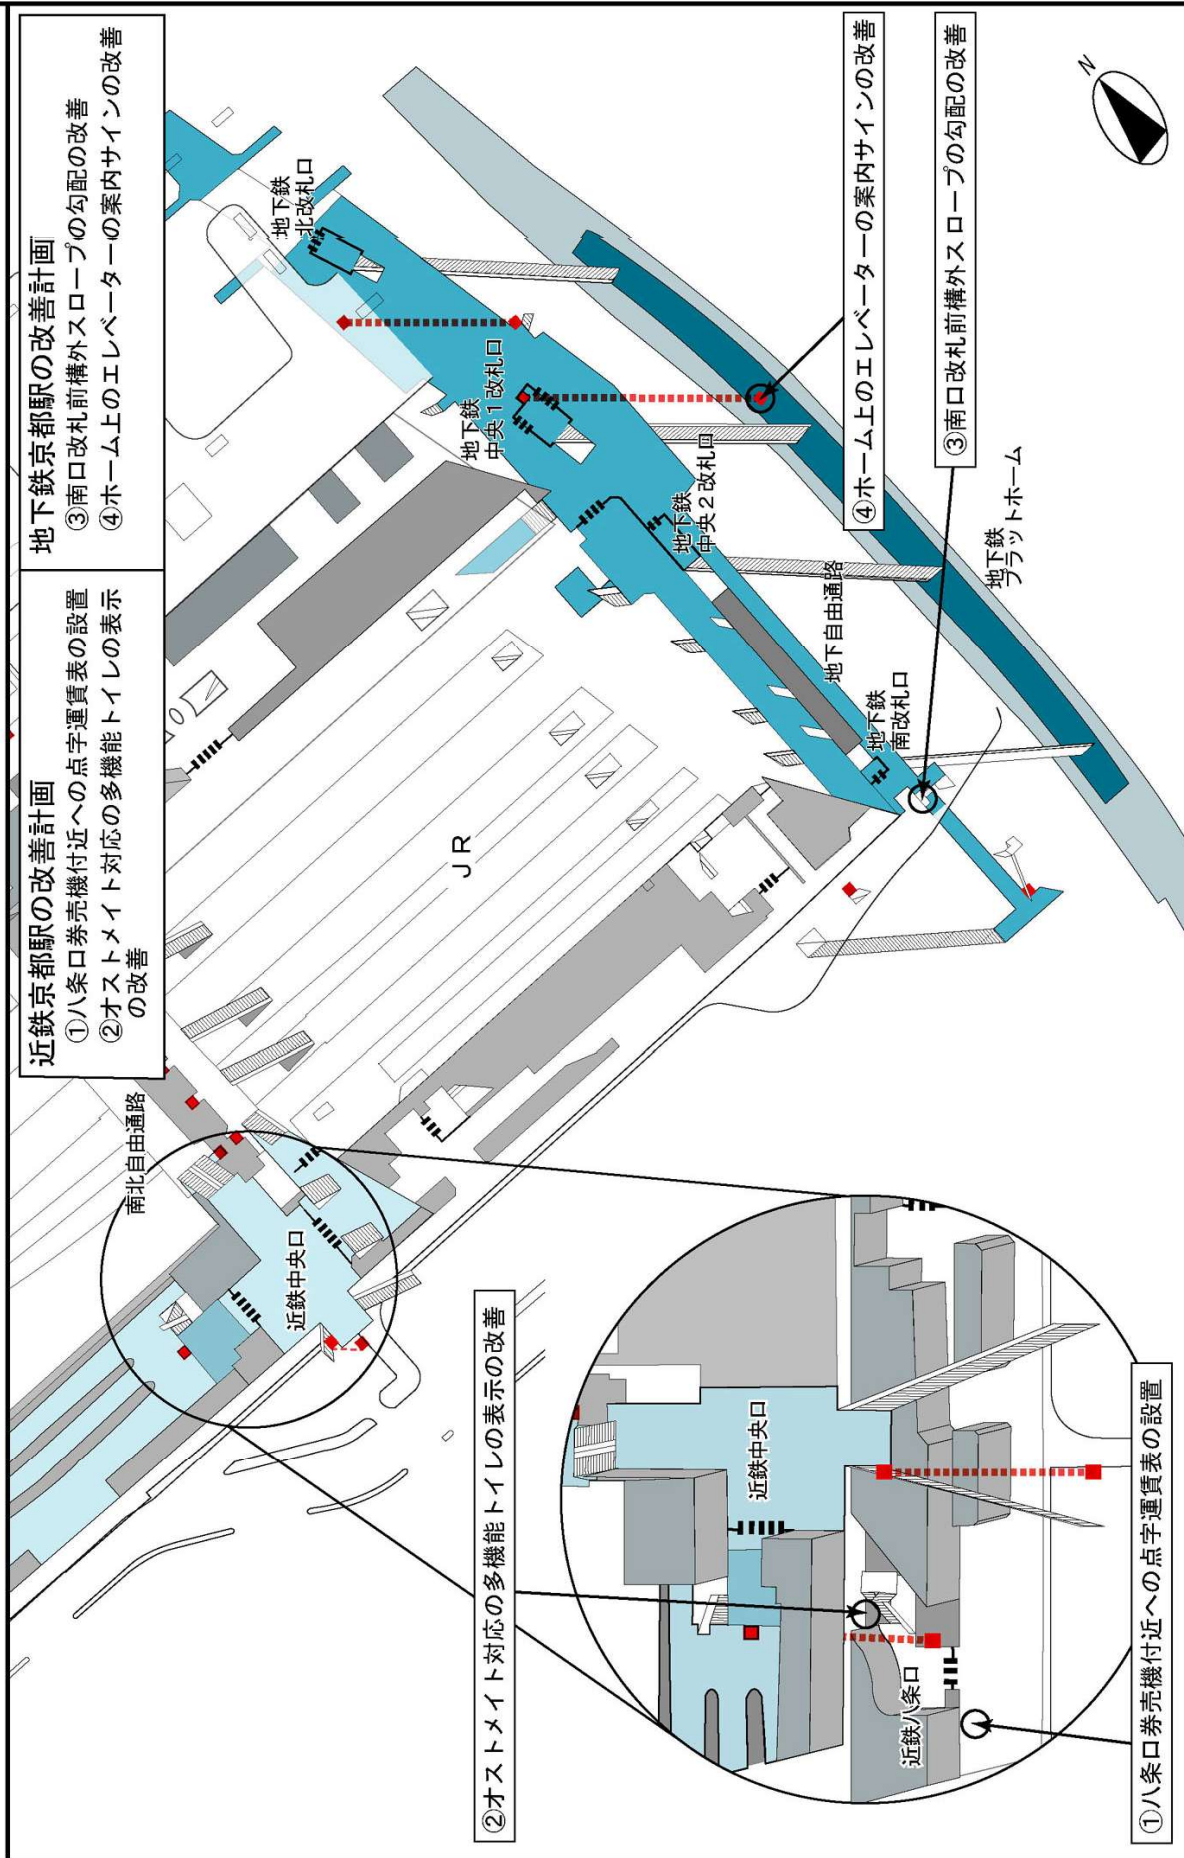 近鉄京都駅の改善計画
①八条口券売機付近への点字運賃表の設置
②オストメイト対応の多機能トイレの表示
の改善
地下鉄京都駅の改善計画
③南口改札前構外スロープの勾配の改善
④ホーム上のエレベーターの案内サインの改善
南北自由通路
近鉄中央口
JR
地下鉄
北改札口
地下鉄
中央1改札口
地下鉄
中央2改札口
地下自由通路
地下鉄
南改札口
地下鉄
プラットホーム
④ホーム上のエレベーターの案内サインの改善
③南口改札前構外スロープの勾配の改善
N
②オストメイト対応の多機能トイレの表示の改善
近鉄中央口
近鉄八条口
①八条口券売機付近への点字運賃表の設置